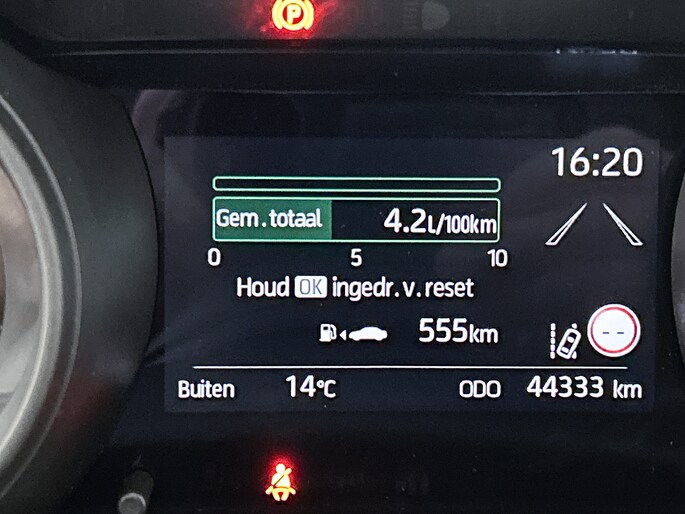 P
16:20
Gem.totaal 4.2L/100km
0 5 10
Houd OK ingedr.v.reset
555km
--
Buiten 14°C ODO 44333 km